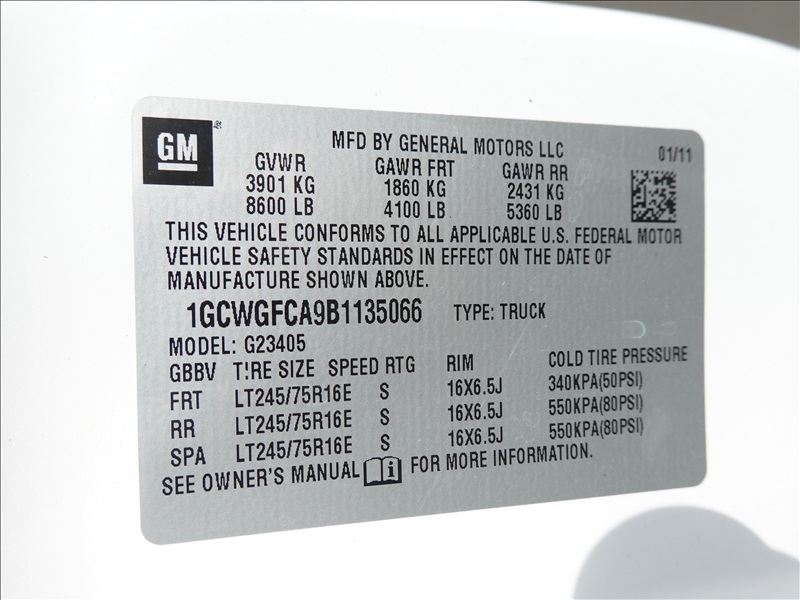 GM
MFD BY GENERAL MOTORS LLC 01/11
GVWR GAWR FRT GAWR RR
3901 KG 1860 KG 2431 KG
8600 LB 4100 LB 5360 LB
THIS VEHICLE CONFORMS TO ALL APPLICABLE U.S. FEDERAL MOTOR
VEHICLE SAFETY STANDARDS IN EFFECT ON THE DATE OF
MANUFACTURE SHOWN ABOVE.
1GCWGFCA9B1135066 TYPE: TRUCK
MODEL: G23405
GBBV T!RE SIZE SPEED RTG RIM COLD TIRE PRESSURE
FRT LT245/75R16E S 16X6.5J 340KPA(50PSI)
RR LT245/75R16E S 16X6.5J 550KPA(80PSI)
SPA LT245/75R16E S 16X6.5J 550KPA(80PSI)
SEE OWNER'S MANUAL i FOR MORE INFORMATION.